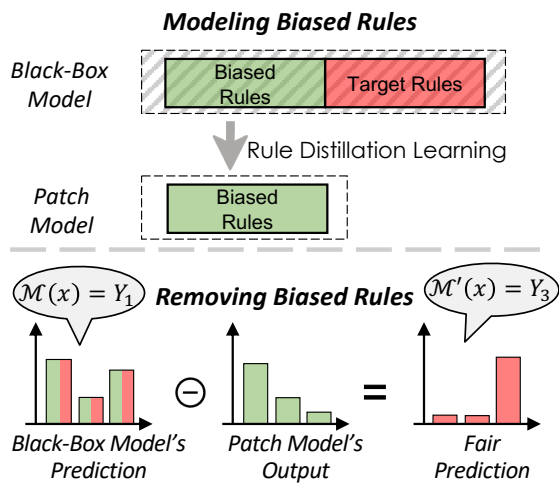 Modeling Biased Rules
Black-Box
Model
Biased
Rules
Target Rules
Rule Distillation Learning
Patch
Model
Biased
Rules
ℳ(𝑥) = 𝑌₁
Removing Biased Rules
ℳ′(𝑥) = 𝑌₃
⊖
=
Black-Box Model's
Prediction
Patch Model's
Output
Fair
Prediction